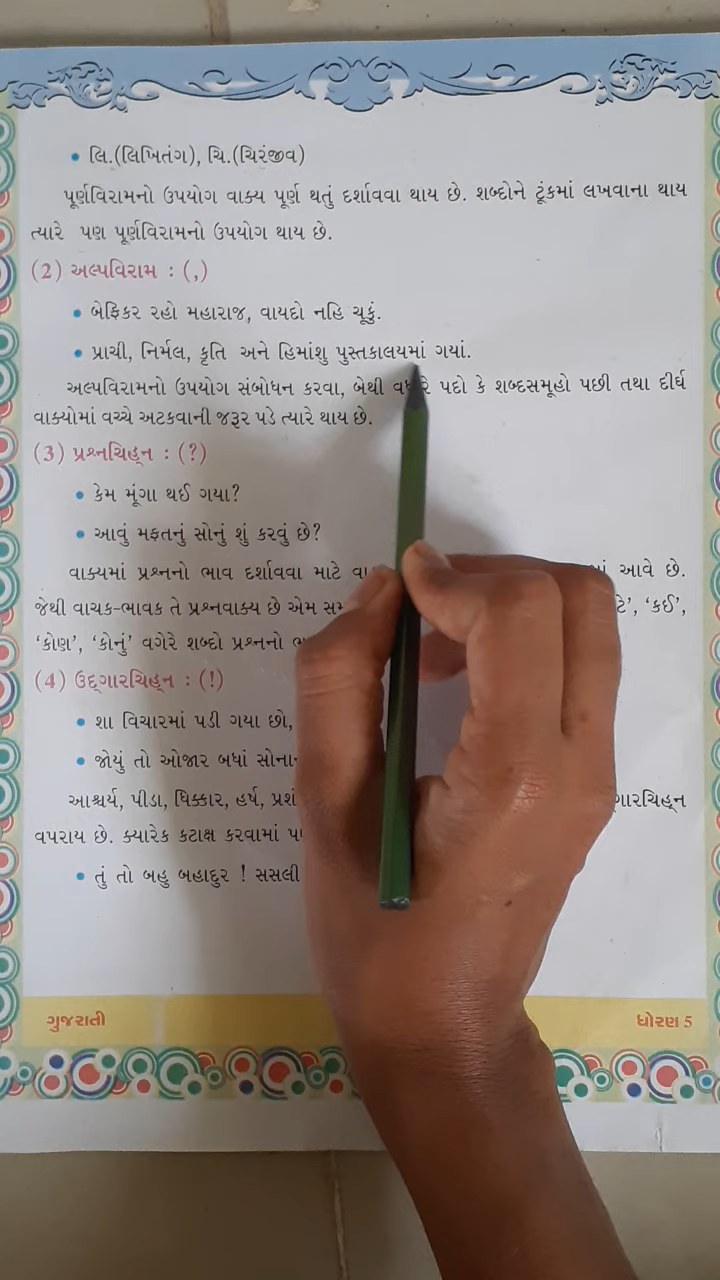 • લિ.(લિખિતંગ), ચિ.(ચિરંજીવ)
પૂર્ણવિરામનો ઉપયોગ વાક્ય પૂર્ણ થતું દર્શાવવા થાય છે. શબ્દોને ટૂંકમાં લખવાના થાય
ત્યારે પણ પૂર્ણવિરામનો ઉપયોગ થાય છે.
(2) અલ્પવિરામ : (,)
• બેફિકર રહો મહારાજ, વાયદો નહિ ચૂકું.
• પ્રાચી, નિર્મલ, કૃતિ અને હિમાંશુ પુસ્તકાલયમાં ગયાં.
અલ્પવિરામનો ઉપયોગ સંબોધન કરવા, બેથી વધારે પદો કે શબ્દસમૂહો પછી તથા દીર્ઘ
વાક્યોમાં વચ્ચે અટકવાની જરૂર પડે ત્યારે થાય છે.
(3) પ્રશ્નચિહ્ન : (?)
• કેમ મૂંગા થઈ ગયા?
• આવું મફતનું સોનું શું કરવું છે?
વાક્યમાં પ્રશ્નનો ભાવ દર્શાવવા માટે આવે છે.
જેથી વાચક-ભાવક તે પ્રશ્નવાક્ય છે એમ ‘કઈ’,
‘કોણ’, ‘કોનું’ વગેરે શબ્દો પ્રશ્નનો
(4) ઉદ્‌ગારચિહ્ન : (!)
• શા વિચારમાં પડી ગયા છો,
• જોયું તો ઓજાર બધાં
આશ્ચર્ય, પીડા, ધિક્કાર, હર્ષ,
વપરાય છે. ક્યારેક કટાક્ષ કરવામાં
• તું તો બહુ બહાદુર ! સસલી
ગુજરાતી ધોરણ 5